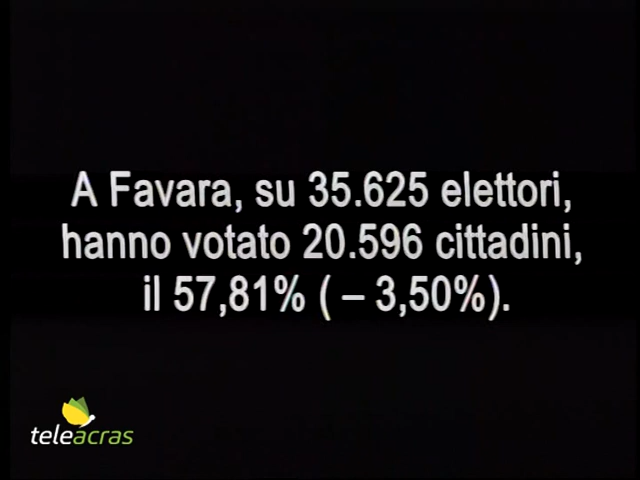 A Favara, su 35.625 elettori,
hanno votato 20.596 cittadini,
il 57,81% ( – 3,50%).
teleacras